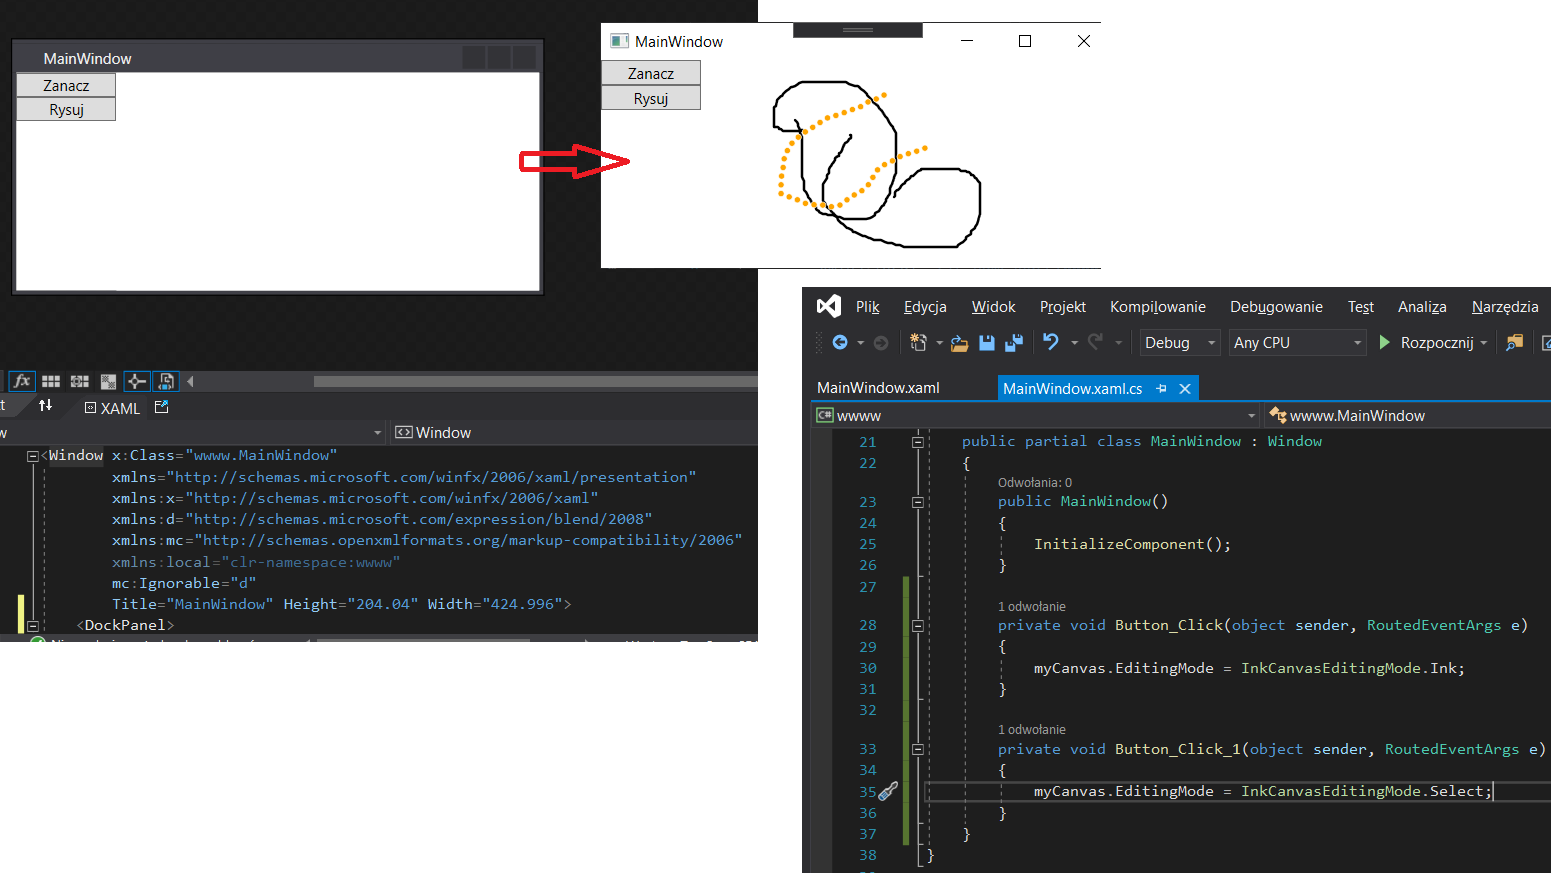 MainWindow
Zanacz
Rysuj
MainWindow
Zanacz
Rysuj
XAML
Window
<Window x:Class="wwww.MainWindow"
xmlns="http://schemas.microsoft.com/winfx/2006/xaml/presentation"
xmlns:x="http://schemas.microsoft.com/winfx/2006/xaml"
xmlns:d="http://schemas.microsoft.com/expression/blend/2008"
xmlns:mc="http://schemas.openxmlformats.org/markup-compatibility/2006"
xmlns:local="clr-namespace:wwww"
mc:Ignorable="d"
Title="MainWindow" Height="204.04" Width="424.996">
<DockPanel>
Plik Edycja Widok Projekt Kompilowanie Debugowanie Test Analiza Narzędzia
Debug Any CPU Rozpocznij
MainWindow.xaml MainWindow.xaml.cs
C# wwww wwww.MainWindow
21 public partial class MainWindow : Window
22 {
Odwołania: 0
23 public MainWindow()
24 {
25 InitializeComponent();
26 }
27
1 odwołanie
28 private void Button_Click(object sender, RoutedEventArgs e)
29 {
30 myCanvas.EditingMode = InkCanvasEditingMode.Ink;
31 }
32
1 odwołanie
33 private void Button_Click_1(object sender, RoutedEventArgs e)
34 {
35 myCanvas.EditingMode = InkCanvasEditingMode.Select;
36 }
37 }
38 }